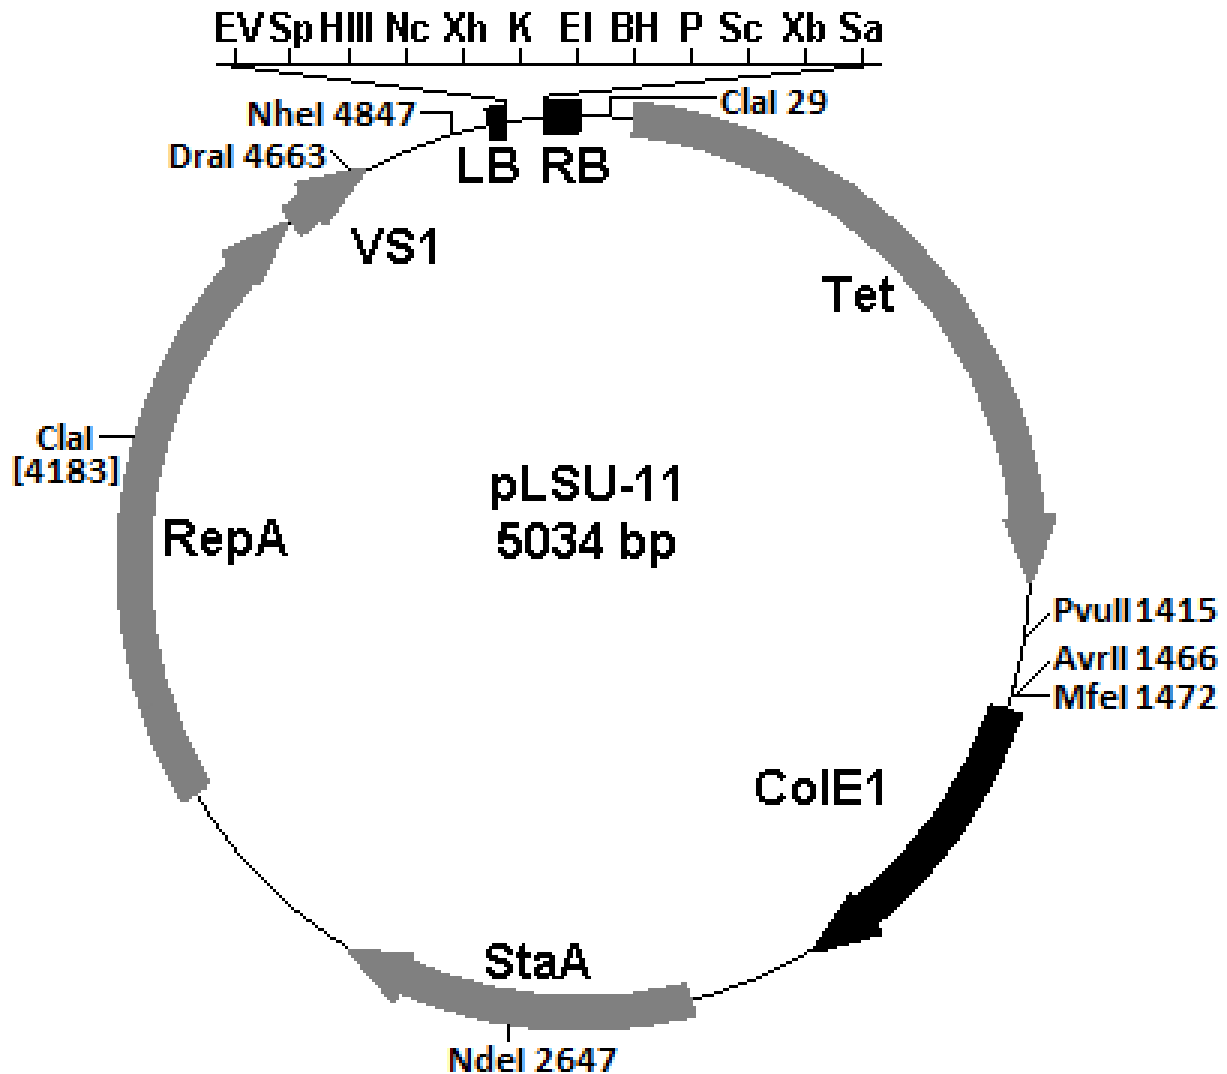 EV Sp HIII Nc Xh K EI BH P Sc Xb Sa
NheI 4847
ClaI 29
DraI 4663
LB RB
VS1
Tet
ClaI
[4183]
pLSU-11
5034 bp
RepA
PvuII 1415
AvrII 1466
MfeI 1472
ColE1
StaA
NdeI 2647